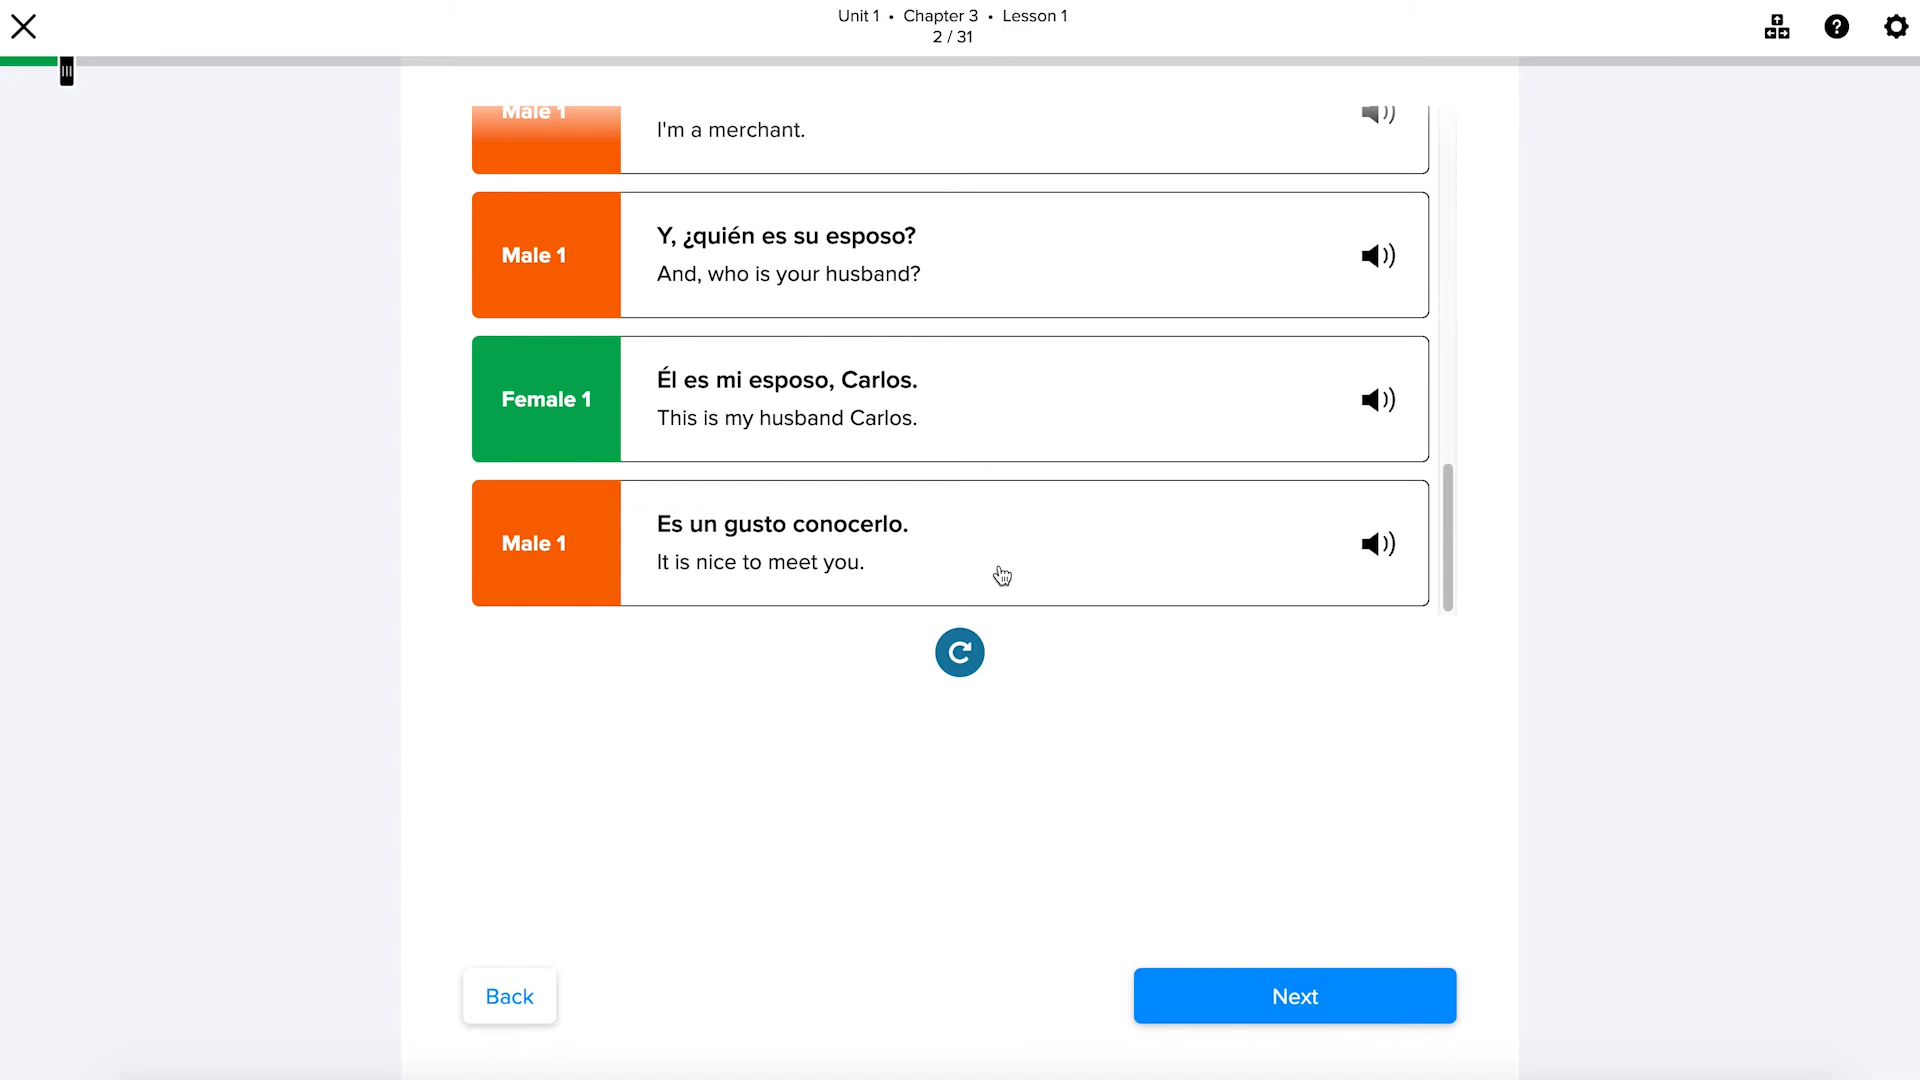 Unit 1 • Chapter 3 • Lesson 1
2 / 31
Male 1
I'm a merchant.
Male 1
Y, ¿quién es su esposo?
And, who is your husband?
Female 1
Él es mi esposo, Carlos.
This is my husband Carlos.
Male 1
Es un gusto conocerlo.
It is nice to meet you.
Back
Next